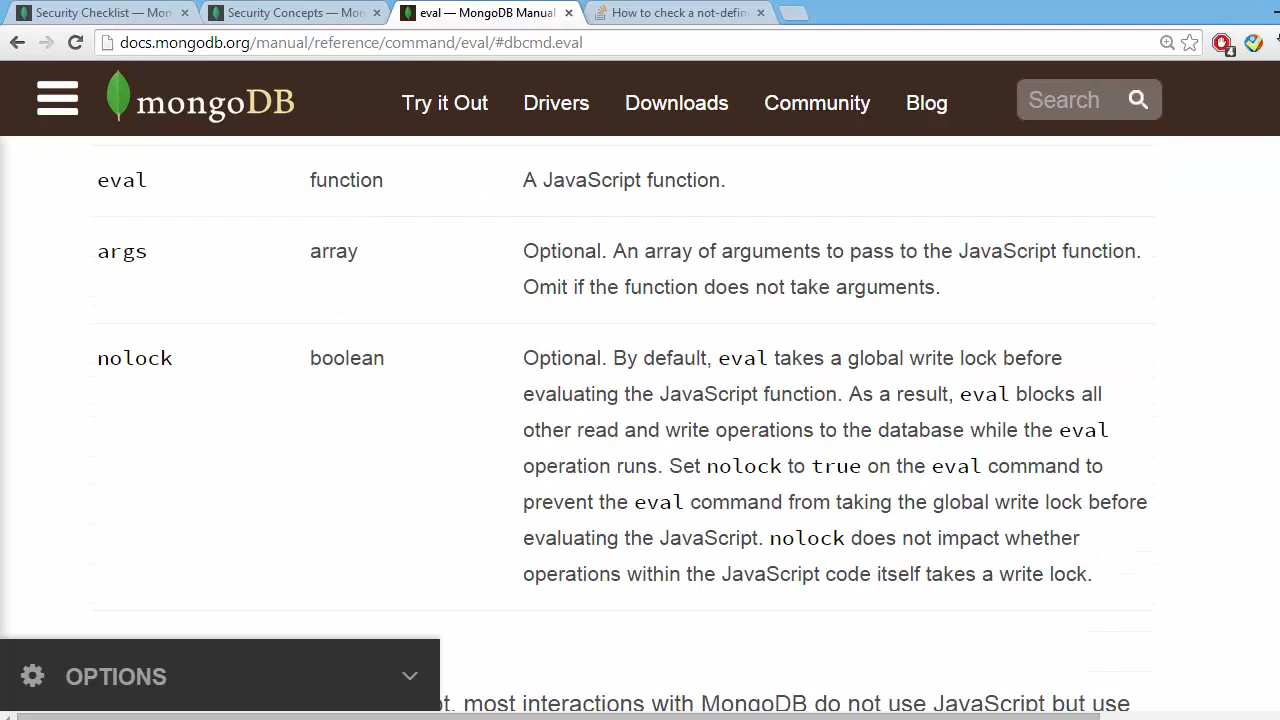 Security Checklist — Mon
Security Concepts — Mon
eval — MongoDB Manual
How to check a not-defin
docs.mongodb.org/manual/reference/command/eval/#dbcmd.eval
4
mongoDB
Try it Out
Drivers
Downloads
Community
Blog
Search
eval function A JavaScript function.
args array Optional. An array of arguments to pass to the JavaScript function.
Omit if the function does not take arguments.
nolock boolean Optional. By default, eval takes a global write lock before
evaluating the JavaScript function. As a result, eval blocks all
other read and write operations to the database while the eval
operation runs. Set nolock to true on the eval command to
prevent the eval command from taking the global write lock before
evaluating the JavaScript. nolock does not impact whether
operations within the JavaScript code itself takes a write lock.
OPTIONS
most interactions with MongoDB do not use JavaScript but use